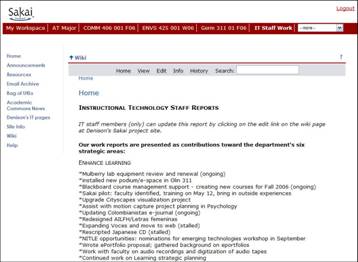 Sakai
Logout
My Workspace | AT Major | COMM 406 001 F06 | ENVS 425 001 W06 | Germ 311 01 F06 | IT Staff Work | - more -
Home
Announcements
Resources
Email Archive
Bag of URLs
Academic
Commons News
Denison's IT pages
Site Info
Wiki
Help
Wiki
?
Home View Edit Info History Search:
Home
Home
INSTRUCTIONAL TECHNOLOGY STAFF REPORTS
IT staff members (only) can update this report by clicking on the edit link on the wiki page
at Denison's Sakai project site.
Our work reports are presented as contributions toward the department's six
strategic areas:
ENHANCE LEARNING
*Mulberry lab equipment review and renewal (ongoing)
*Installed new podium/e-space in Olin 311
*Blackboard course management support - creating new courses for Fall 2006 (ongoing)
*Sakai pilot: faculty identified, training on May 12, bring in outside experiences
*Upgrade Cityscapes visualization project
*Assist with motion capture project planning in Psychology
*Updating Colombianistas e-journal (ongoing)
*Redesigned AILFH/Letras femeninas
*Expanding Voces and move to web (stalled)
*Rescripted Japanese CD (stalled)
*NITLE opportunities: nominations for emerging technologies workshop in September
*Wrote ePortfolio proposal; gathered background on eportfolios
*Work with faculty on audio recordings and digitization of audio tapes
*Continued work on Learning strategic planning